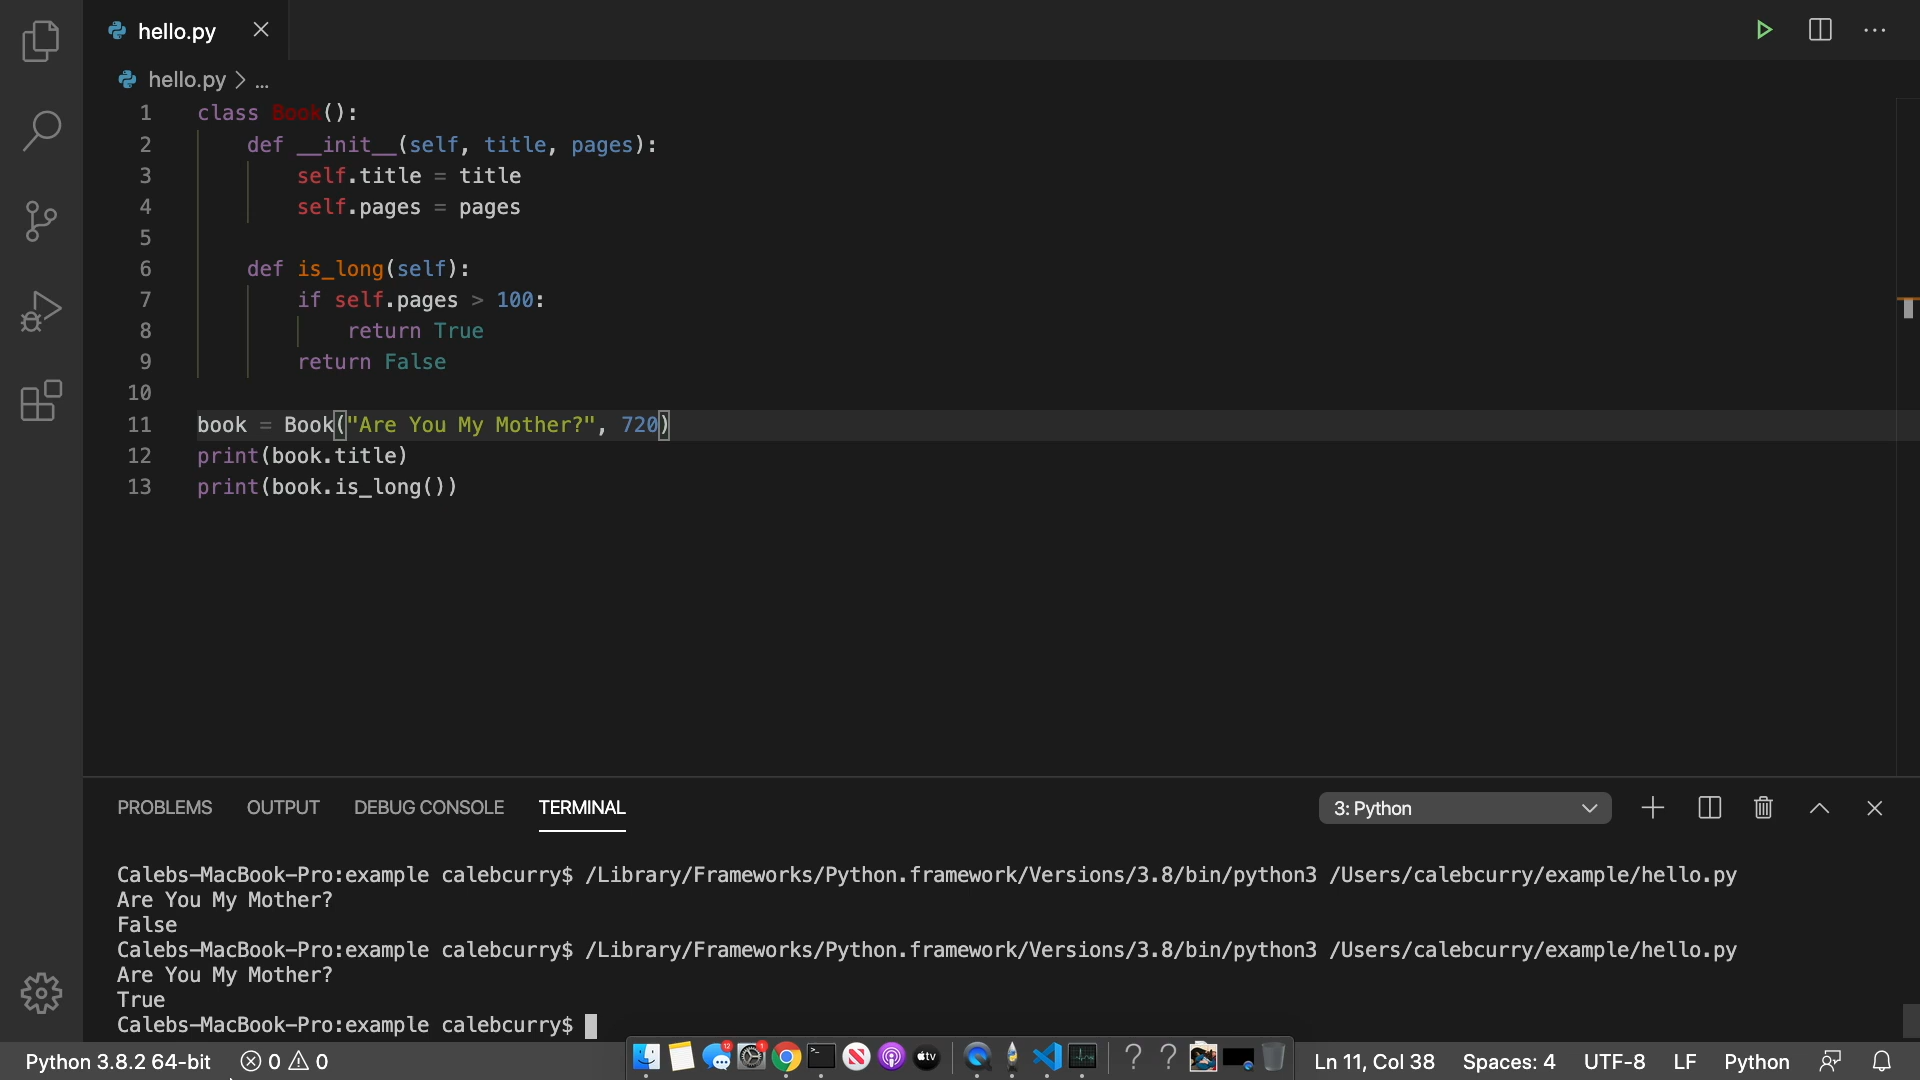 hello.py
hello.py > ...
1 class Book():
2     def __init__(self, title, pages):
3         self.title = title
4         self.pages = pages
5
6     def is_long(self):
7         if self.pages > 100:
8             return True
9         return False
10
11 book = Book("Are You My Mother?", 720)
12 print(book.title)
13 print(book.is_long())
PROBLEMS OUTPUT DEBUG CONSOLE TERMINAL 3: Python
Calebs-MacBook-Pro:example calebcurry$ /Library/Frameworks/Python.framework/Versions/3.8/bin/python3 /Users/calebcurry/example/hello.py
Are You My Mother?
False
Calebs-MacBook-Pro:example calebcurry$ /Library/Frameworks/Python.framework/Versions/3.8/bin/python3 /Users/calebcurry/example/hello.py
Are You My Mother?
True
Calebs-MacBook-Pro:example calebcurry$
Python 3.8.2 64-bit 0 0 12 1 tv ? ? Ln 11, Col 38 Spaces: 4 UTF-8 LF Python